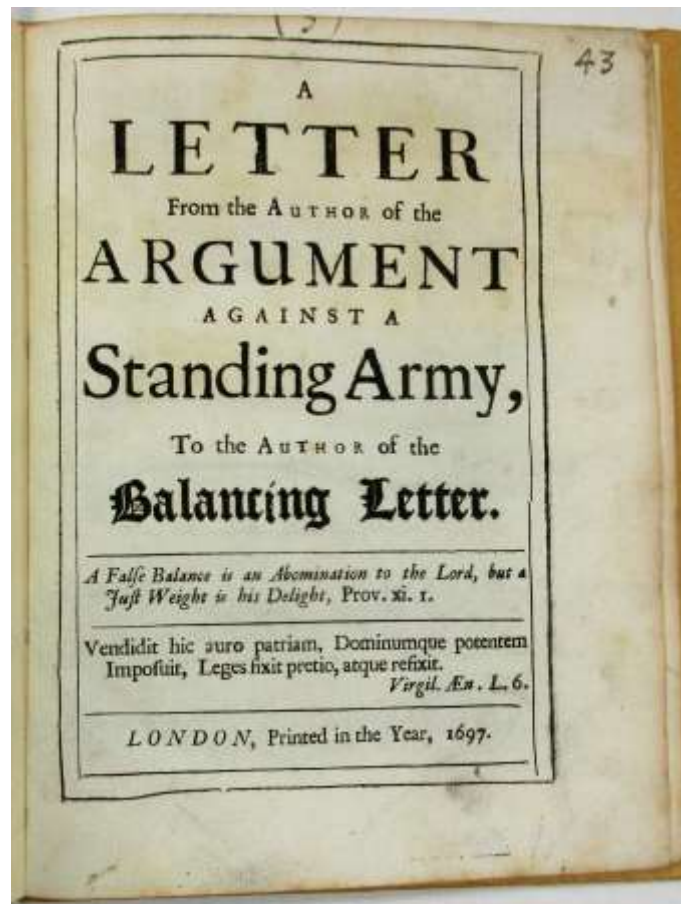 ( 3 )
43
A
LETTER
From the AUTHOR of the
ARGUMENT
AGAINST A
Standing Army,
To the AUTHOR of the
Balancing Letter.
A Falſe Balance is an Abomination to the Lord, but a
Juſt Weight is his Delight, Prov. xi. 1.
Vendidit hic auro patriam, Dominumque potentem
Impoſuit, Leges fixit pretio, atque refixit.
Virgil. Æn. L. 6.
LONDON, Printed in the Year, 1697.